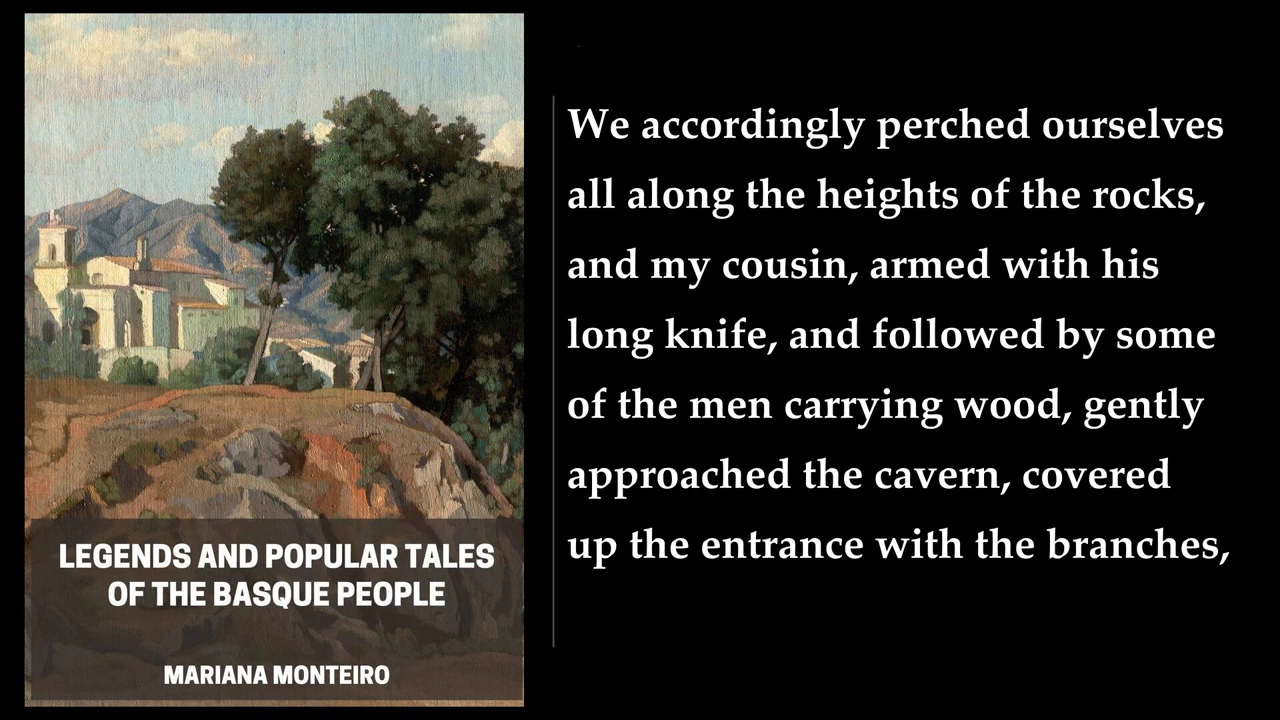 LEGENDS AND POPULAR TALES
OF THE BASQUE PEOPLE
MARIANA MONTEIRO
We accordingly perched ourselves
all along the heights of the rocks,
and my cousin, armed with his
long knife, and followed by some
of the men carrying wood, gently
approached the cavern, covered
up the entrance with the branches,